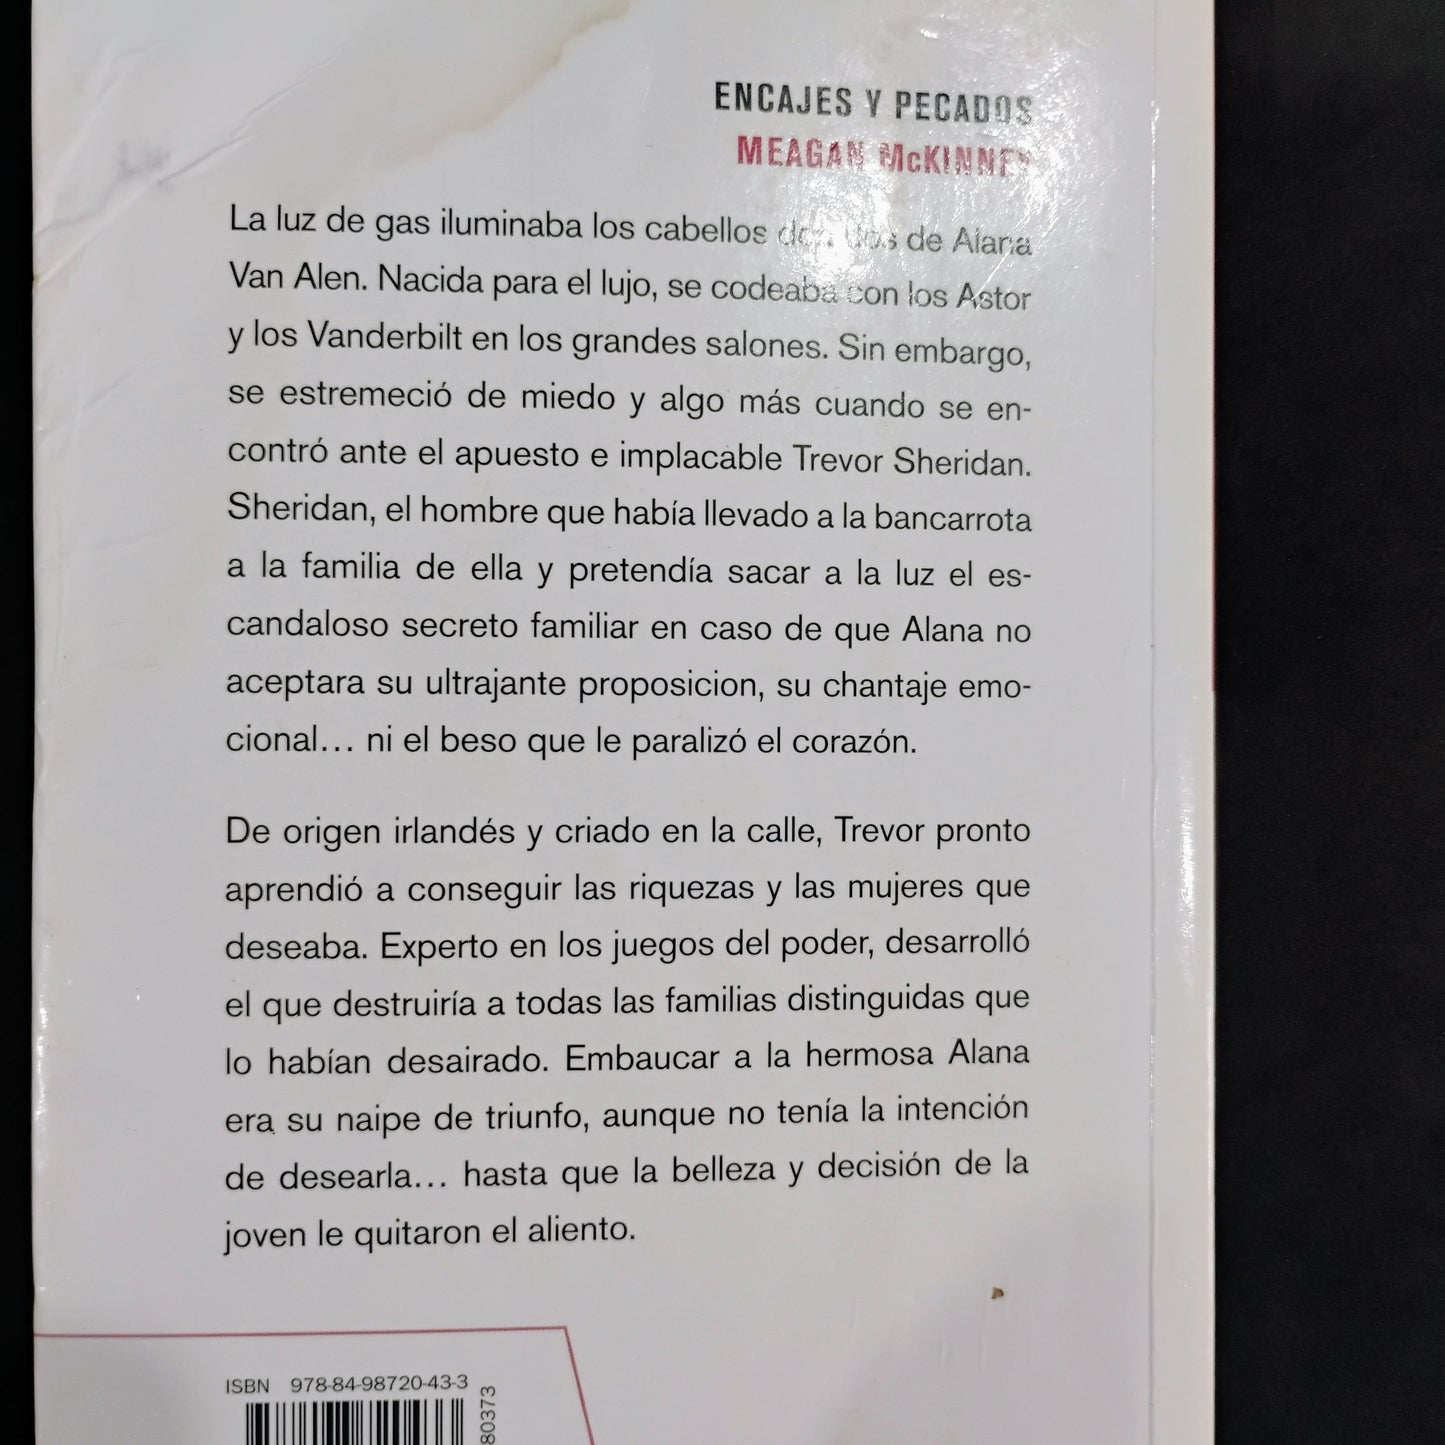 ENCAJES Y PECADOS
MEAGAN McKINNEY
La luz de gas iluminaba los cabellos de Alana
Van Alen. Nacida para el lujo, se codeaba con los Astor
y los Vanderbilt en los grandes salones. Sin embargo,
se estremeció de miedo y algo más cuando se en-
contró ante el apuesto e implacable Trevor Sheridan.
Sheridan, el hombre que había llevado a la bancarrota
a la familia de ella y pretendía sacar a la luz el es-
candaloso secreto familiar en caso de que Alana no
aceptara su ultrajante proposicion, su chantaje emo-
cional... ni el beso que le paralizó el corazón.
De origen irlandés y criado en la calle, Trevor pronto
aprendió a conseguir las riquezas y las mujeres que
deseaba. Experto en los juegos del poder, desarrolló
el que destruiría a todas las familias distinguidas que
lo habían desairado. Embaucar a la hermosa Alana
era su naipe de triunfo, aunque no tenía la intención
de desearla... hasta que la belleza y decisión de la
joven le quitaron el aliento.
ISBN 978-84-98720-43-3
80373